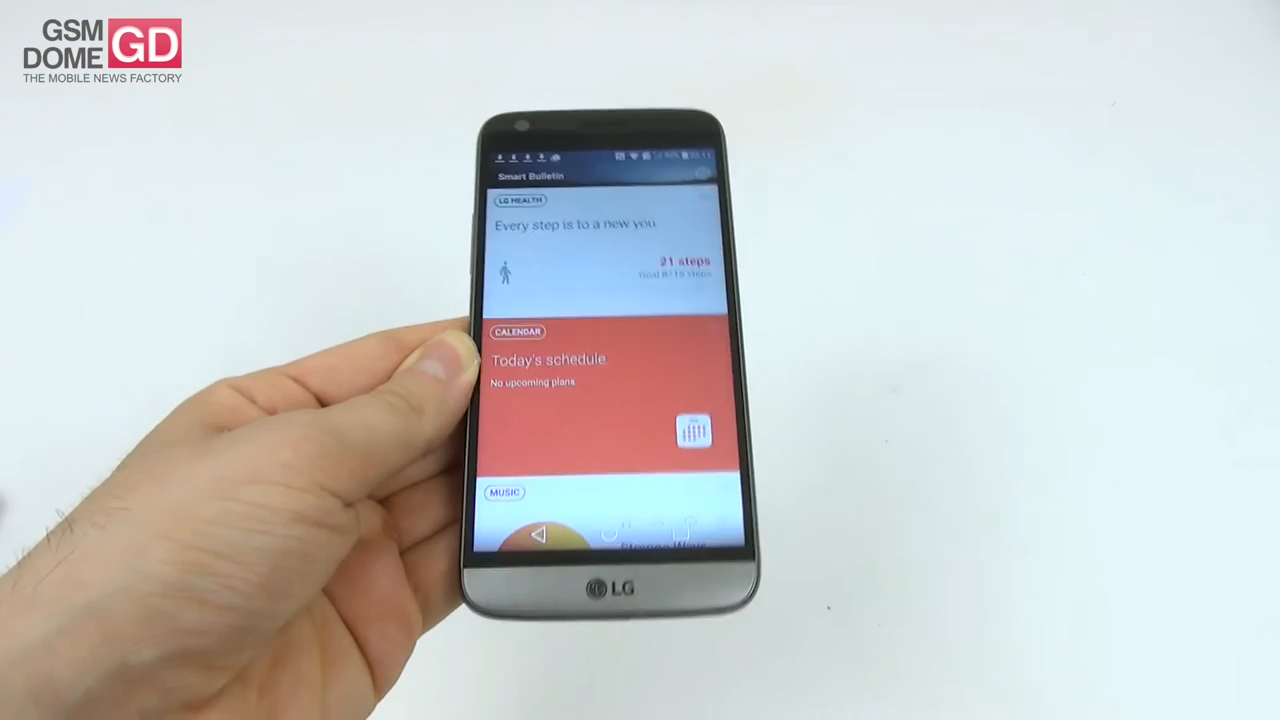 GSM
DOME
GD
THE MOBILE NEWS FACTORY
Smart Bulletin
LG HEALTH
Every step is to a new you
21 steps
CALENDAR
Today's schedule
No upcoming plans
MUSIC
LG